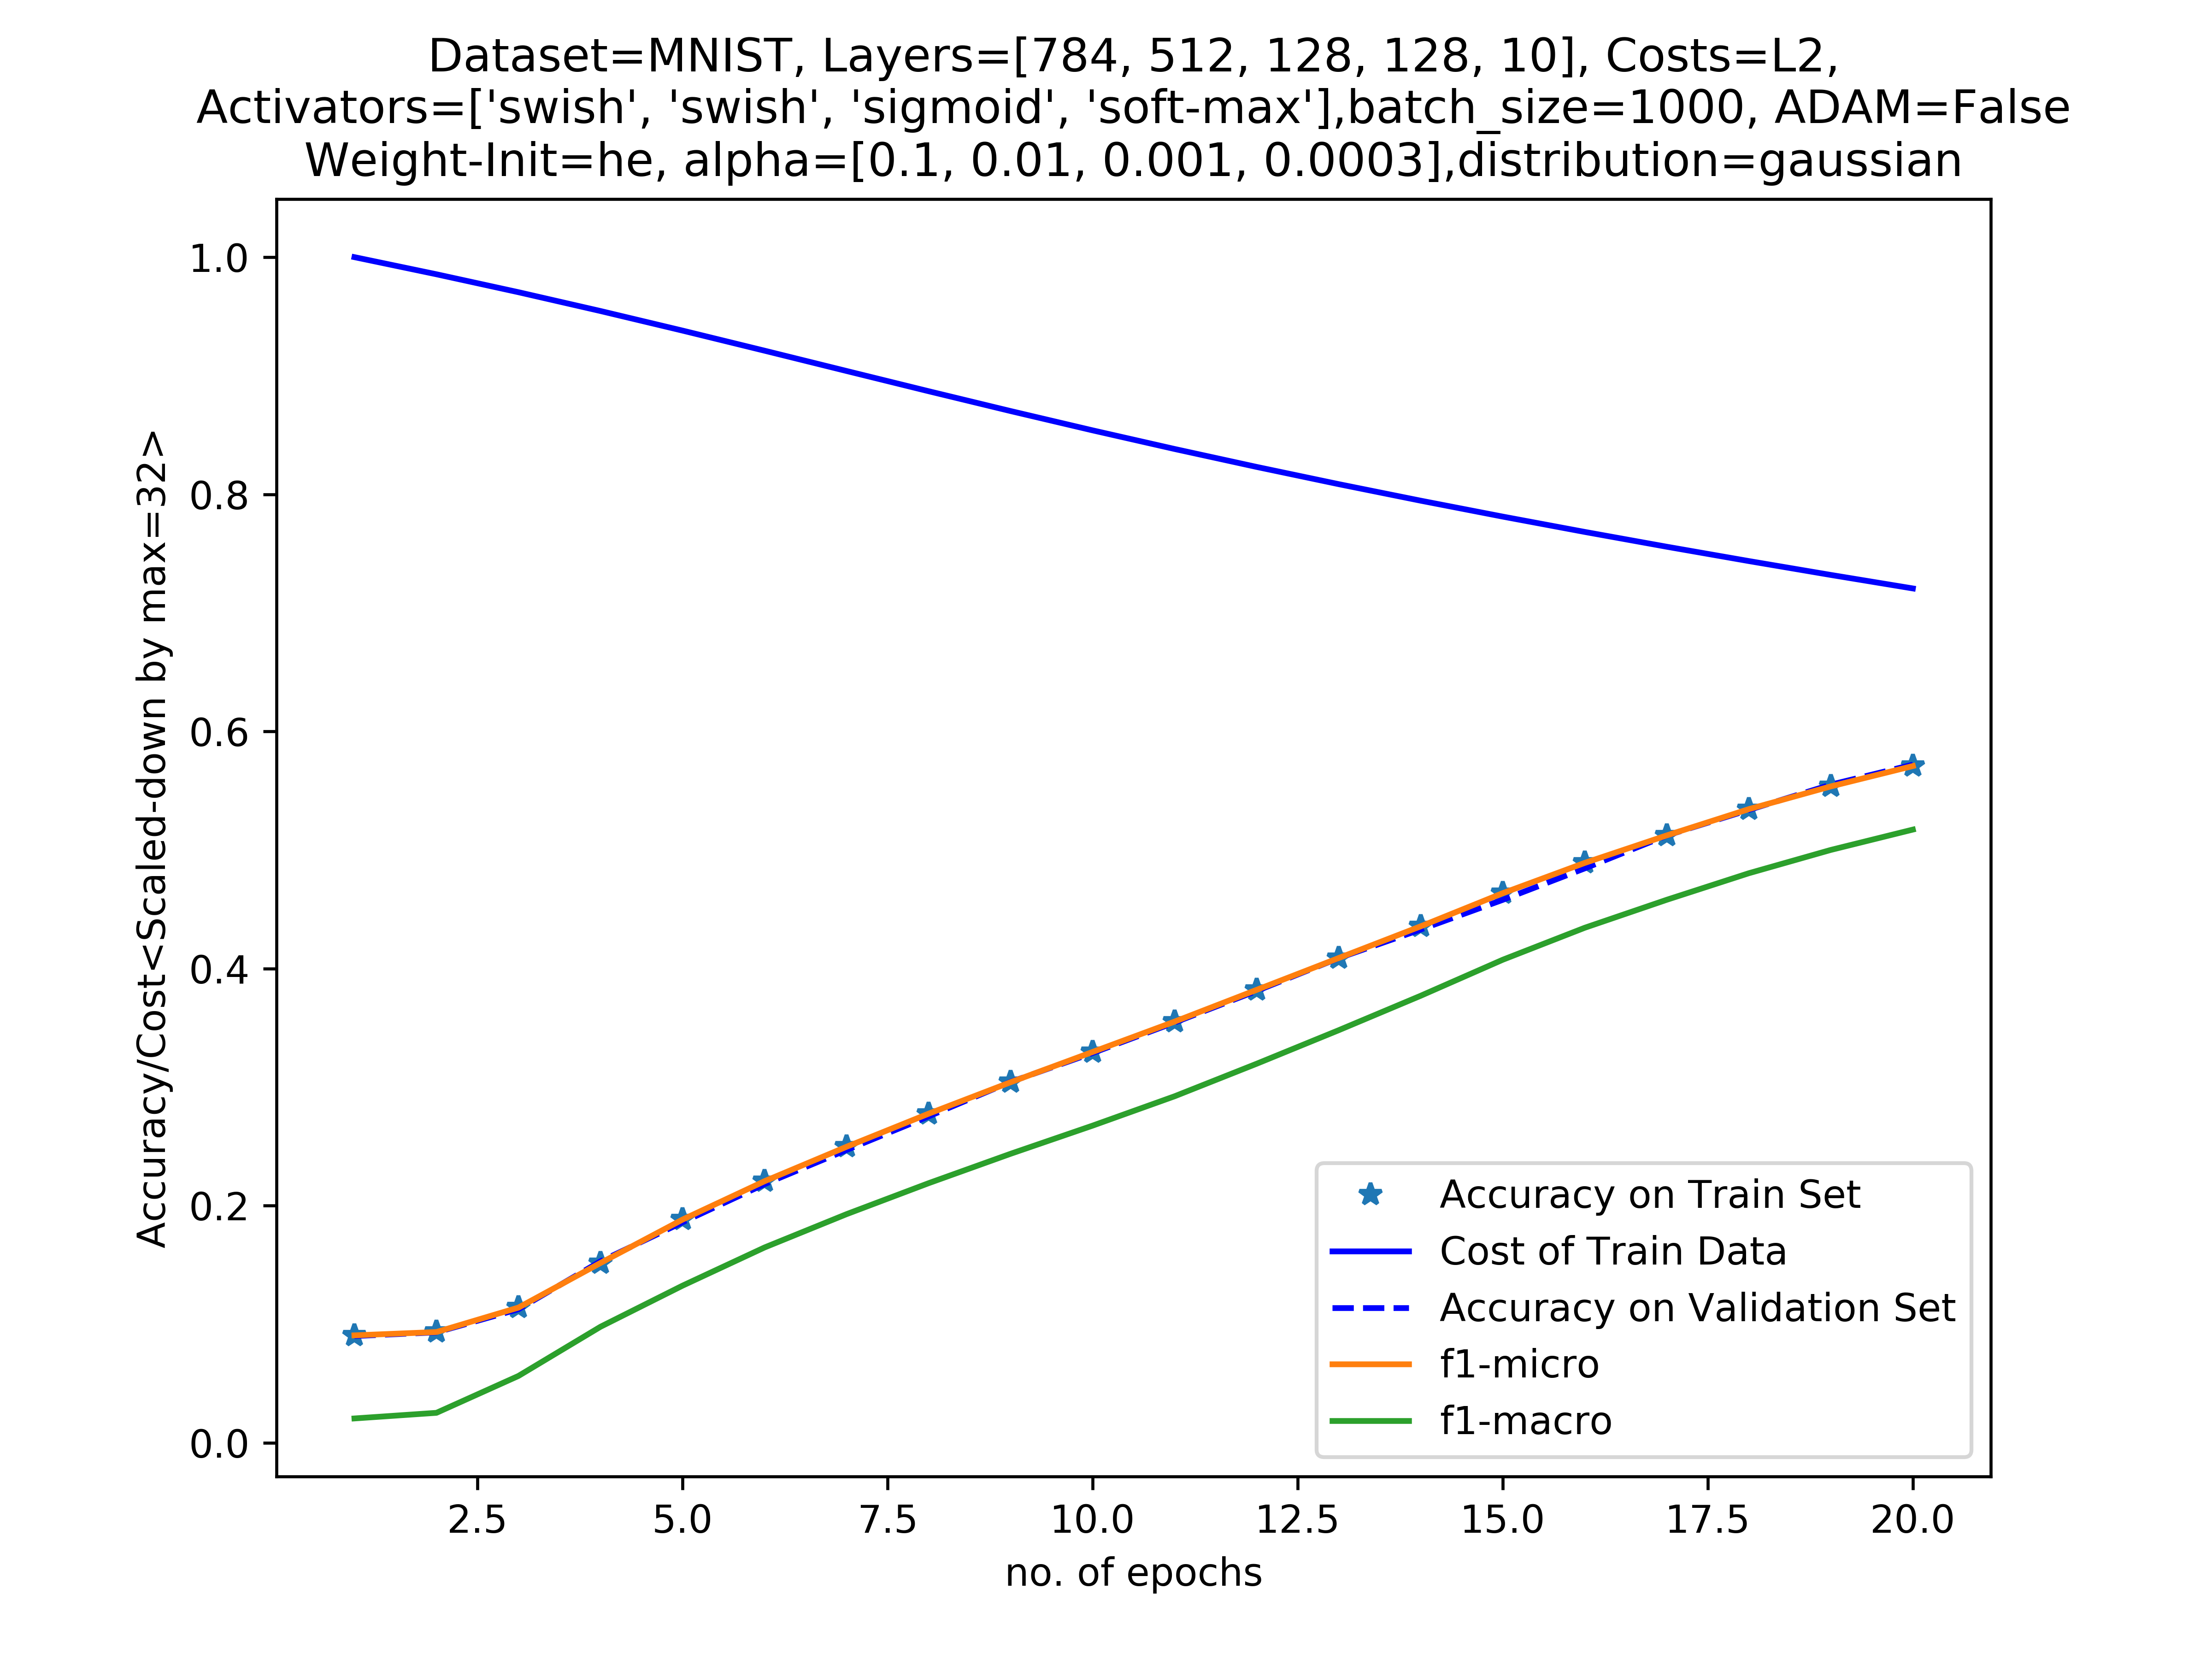 Dataset=MNIST, Layers=[784, 512, 128, 128, 10], Costs=L2,
Activators=['swish', 'swish', 'sigmoid', 'soft-max'],batch_size=1000, ADAM=False
Weight-Init=he, alpha=[0.1, 0.01, 0.001, 0.0003],distribution=gaussian
Accuracy/Cost<Scaled-down by max=32>
1.0
0.8
0.6
0.4
0.2
0.0
Accuracy on Train Set
Cost of Train Data
Accuracy on Validation Set
f1-micro
f1-macro
2.5 5.0 7.5 10.0 12.5 15.0 17.5 20.0
no. of epochs